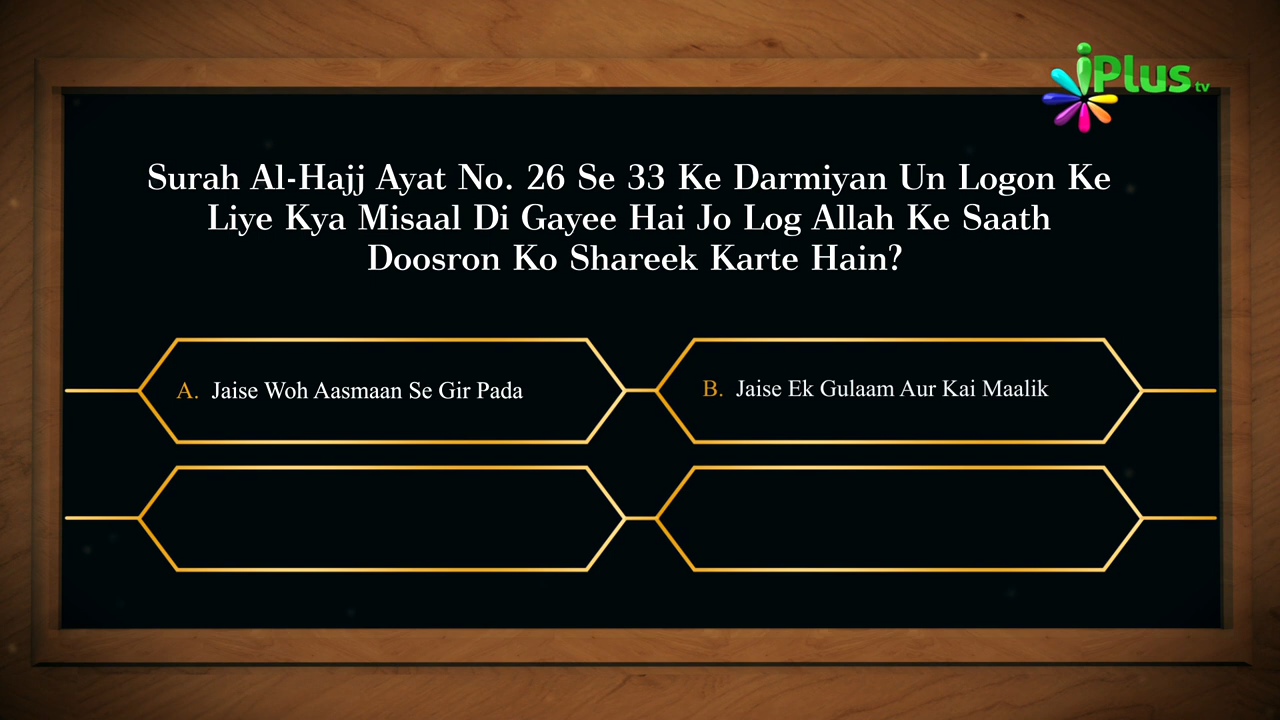 iPlus tv
Surah Al-Hajj Ayat No. 26 Se 33 Ke Darmiyan Un Logon Ke
Liye Kya Misaal Di Gayee Hai Jo Log Allah Ke Saath
Doosron Ko Shareek Karte Hain?
A. Jaise Woh Aasmaan Se Gir Pada
B. Jaise Ek Gulaam Aur Kai Maalik